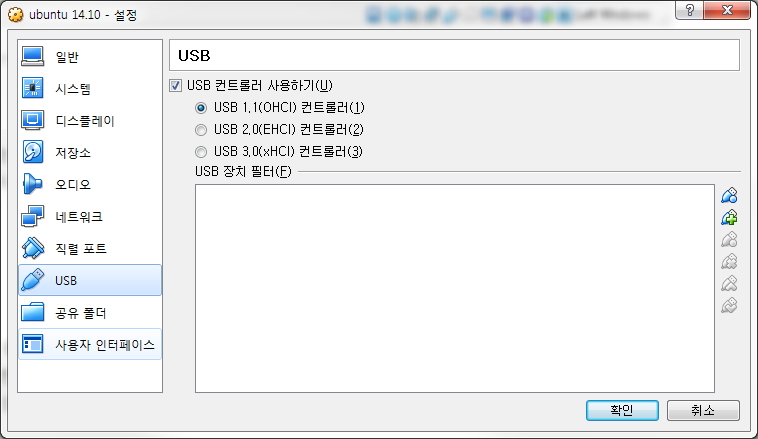 ubuntu 14.10 - 설정
일반
시스템
디스플레이
저장소
오디오
네트워크
직렬 포트
USB
공유 폴더
사용자 인터페이스
USB
USB 컨트롤러 사용하기(U)
USB 1.1(OHCI) 컨트롤러(1)
USB 2.0(EHCI) 컨트롤러(2)
USB 3.0(xHCI) 컨트롤러(3)
USB 장치 필터(F)
확인
취소